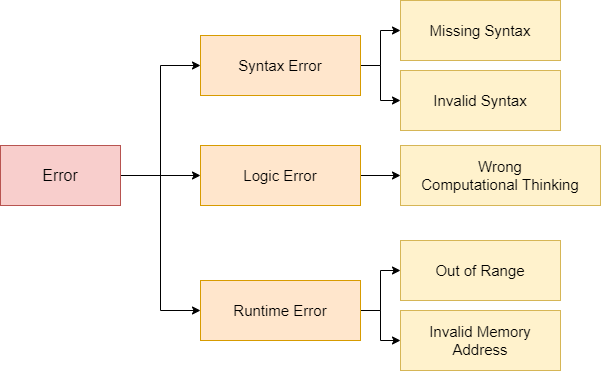 Missing Syntax
Syntax Error
Invalid Syntax
Error
Logic Error
Wrong
Computational Thinking
Out of Range
Runtime Error
Invalid Memory
Address